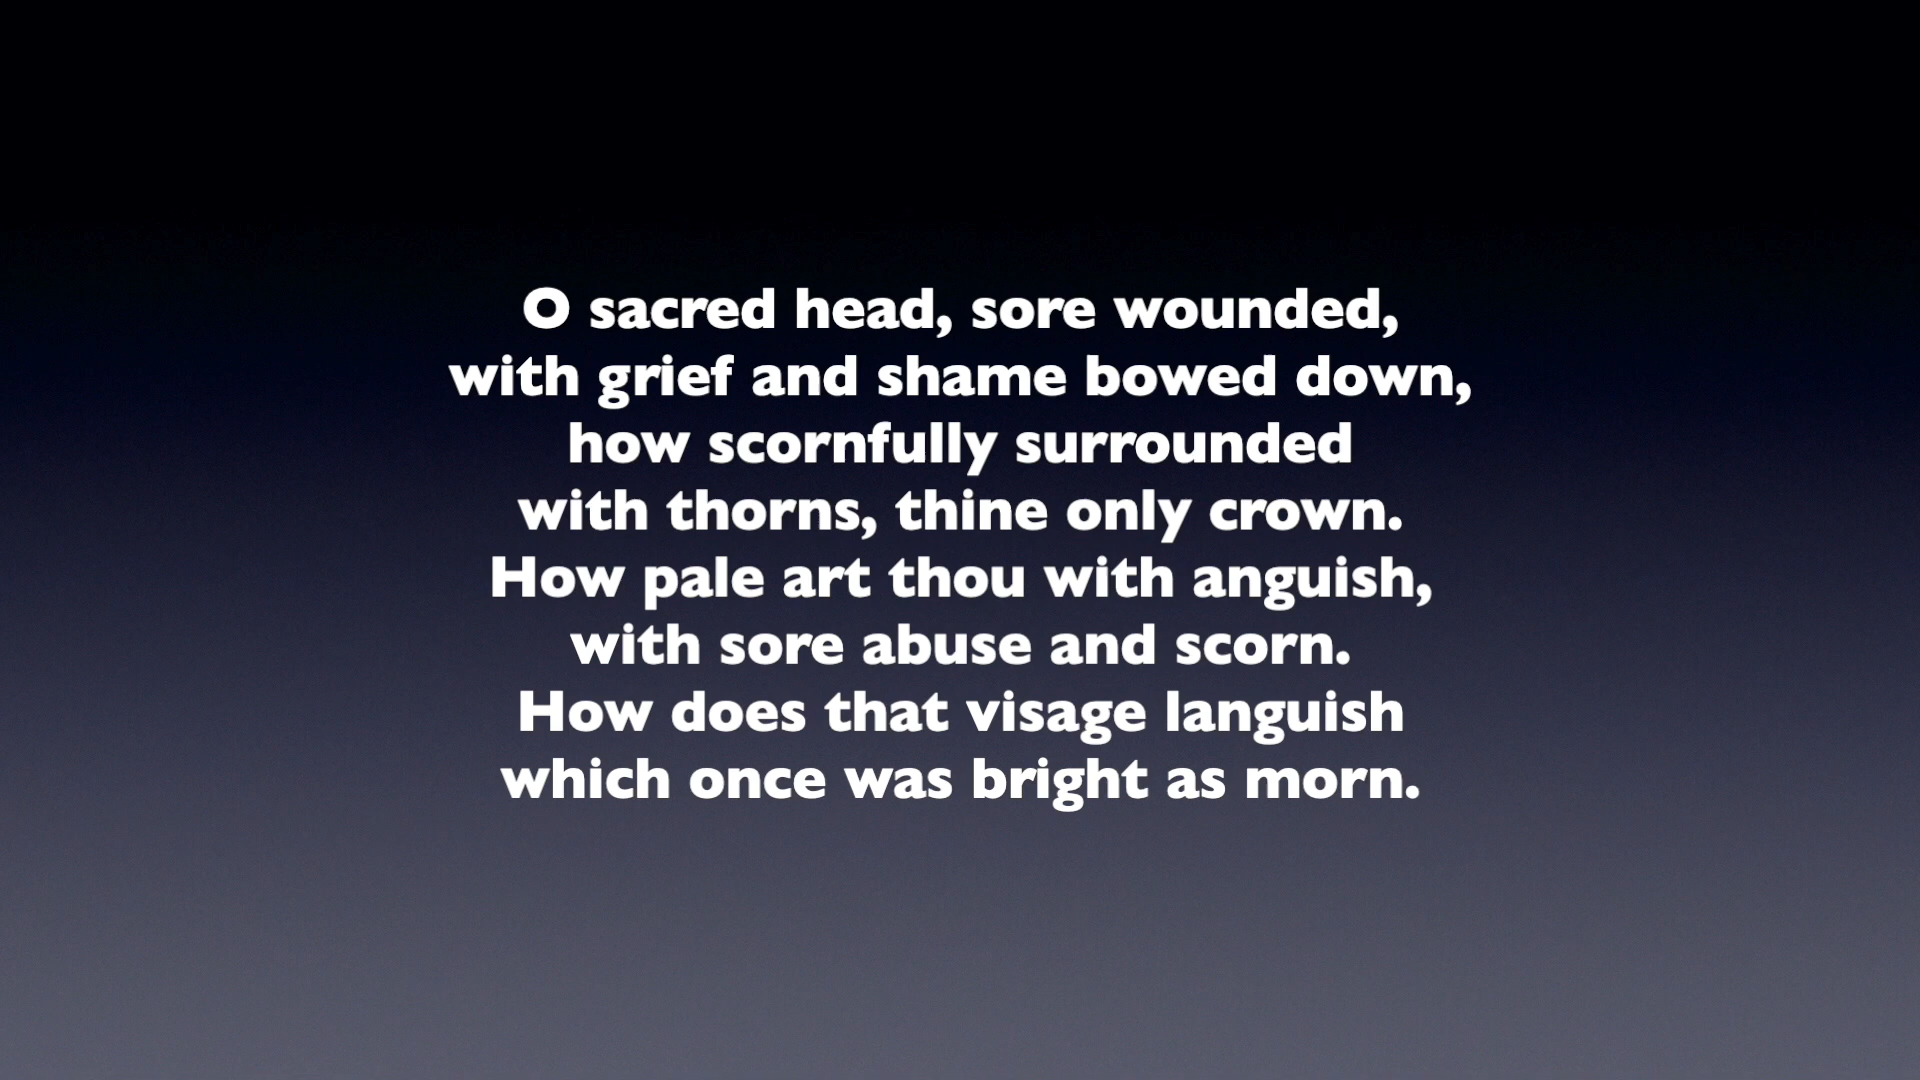 O sacred head, sore wounded,
with grief and shame bowed down,
how scornfully surrounded
with thorns, thine only crown.
How pale art thou with anguish,
with sore abuse and scorn.
How does that visage languish
which once was bright as morn.